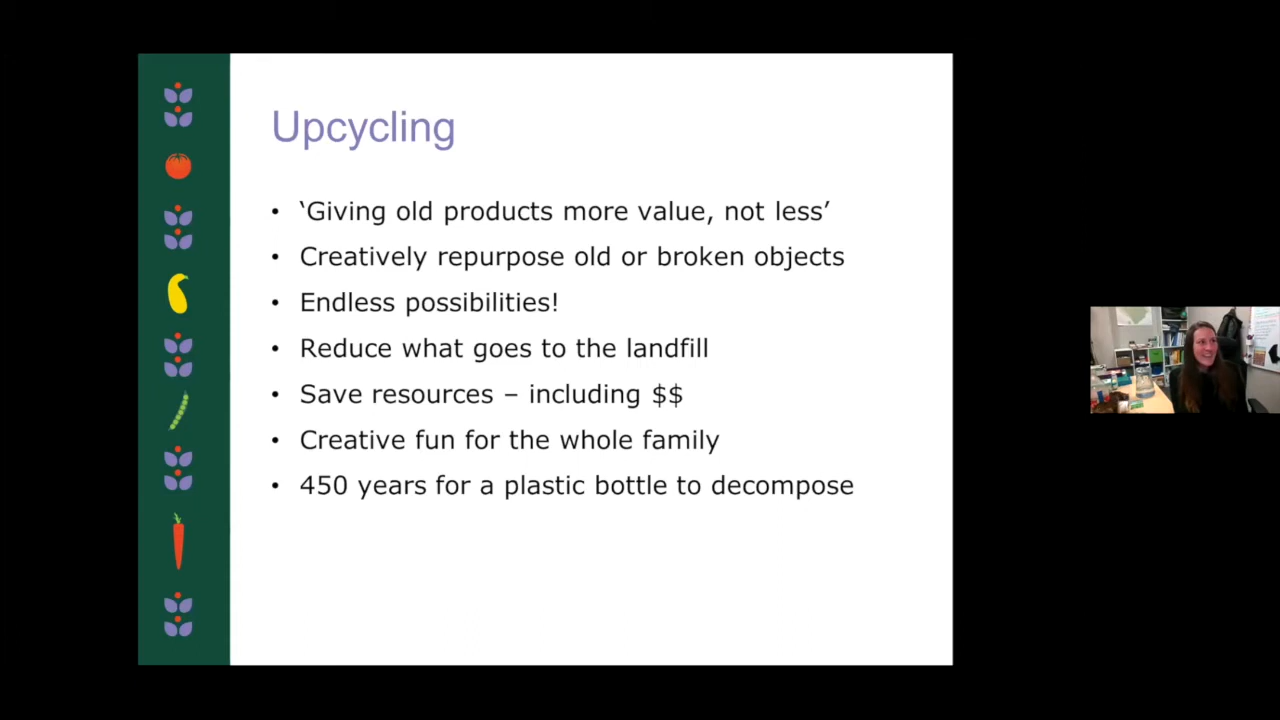 Upcycling
• ‘Giving old products more value, not less’
• Creatively repurpose old or broken objects
• Endless possibilities!
• Reduce what goes to the landfill
• Save resources – including $$
• Creative fun for the whole family
• 450 years for a plastic bottle to decompose